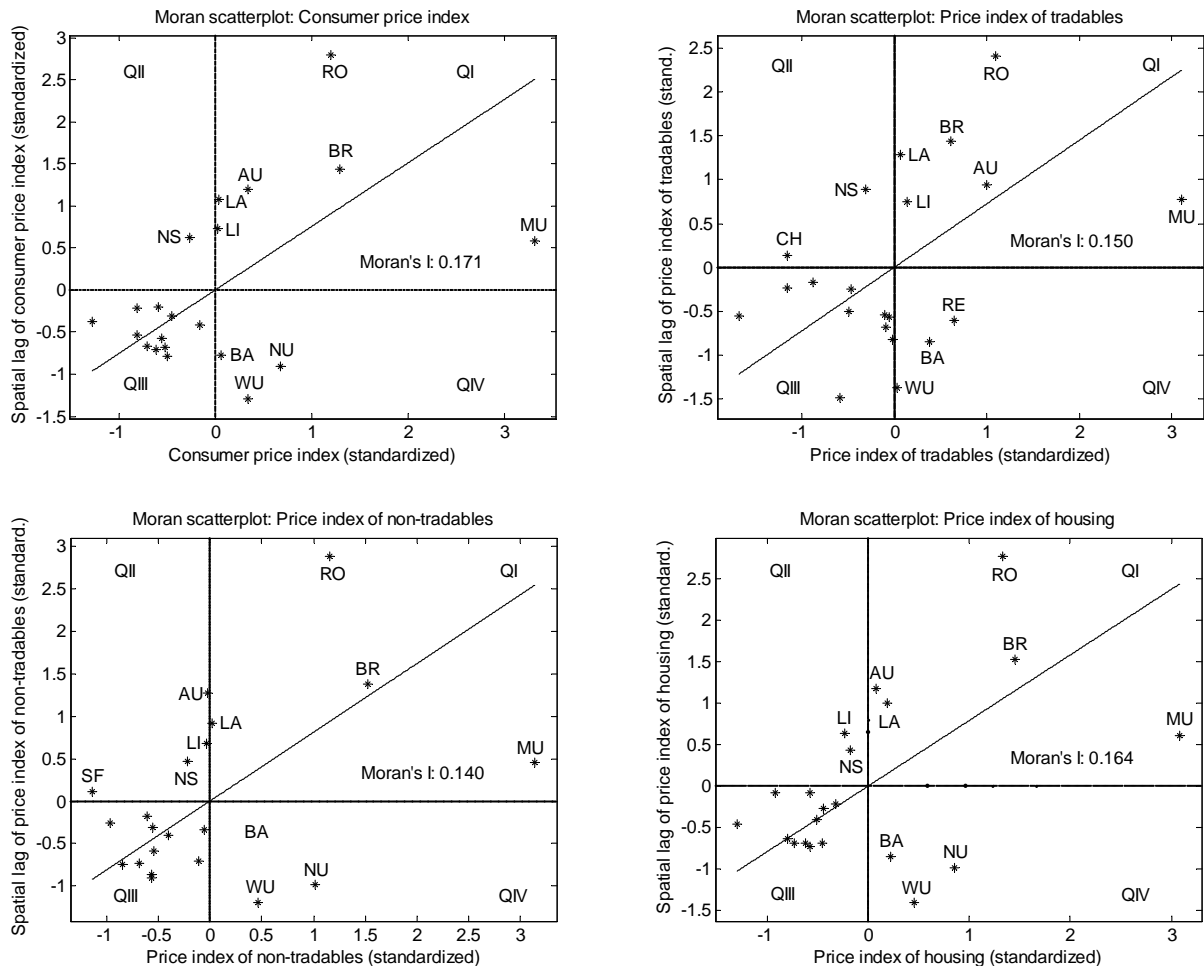 Moran scatterplot: Consumer price index
Spatial lag of consumer price index (standardized)
3
2.5
2
1.5
1
0.5
0
-0.5
-1
-1.5
QII
QI
RO
BR
AU
LA
NS
LI
MU
Moran's I: 0.171
BA
NU
WU
QIII
QIV
-1
0
1
2
3
Consumer price index (standardized)
Moran scatterplot: Price index of tradables
Spatial lag of price index of tradables (stand.)
2.5
2
1.5
1
0.5
0
-0.5
-1
-1.5
QII
QI
RO
BR
LA
AU
NS
LI
MU
CH
Moran's I: 0.150
RE
BA
QIII
WU
QIV
-1
0
1
2
3
Price index of tradables (standardized)
Moran scatterplot: Price index of non-tradables
Spatial lag of price index of non-tradables (standard.)
3
2.5
2
1.5
1
0.5
0
-0.5
-1
QII
QI
RO
BR
AU
LA
LI
MU
SF
NS
Moran's I: 0.140
BA
NU
QIII
WU
QIV
-1
-0.5
0
0.5
1
1.5
2
2.5
3
Price index of non-tradables (standardized)
Moran scatterplot: Price index of housing
Spatial lag of price index of housing (standard.)
3
2.5
2
1.5
1
0.5
0
-0.5
-1
-1.5
QII
QI
RO
BR
AU
LI
LA
MU
NS
Moran's I: 0.164
BA
NU
WU
QIII
QIV
-1
0
1
2
3
Price index of housing (standardized)